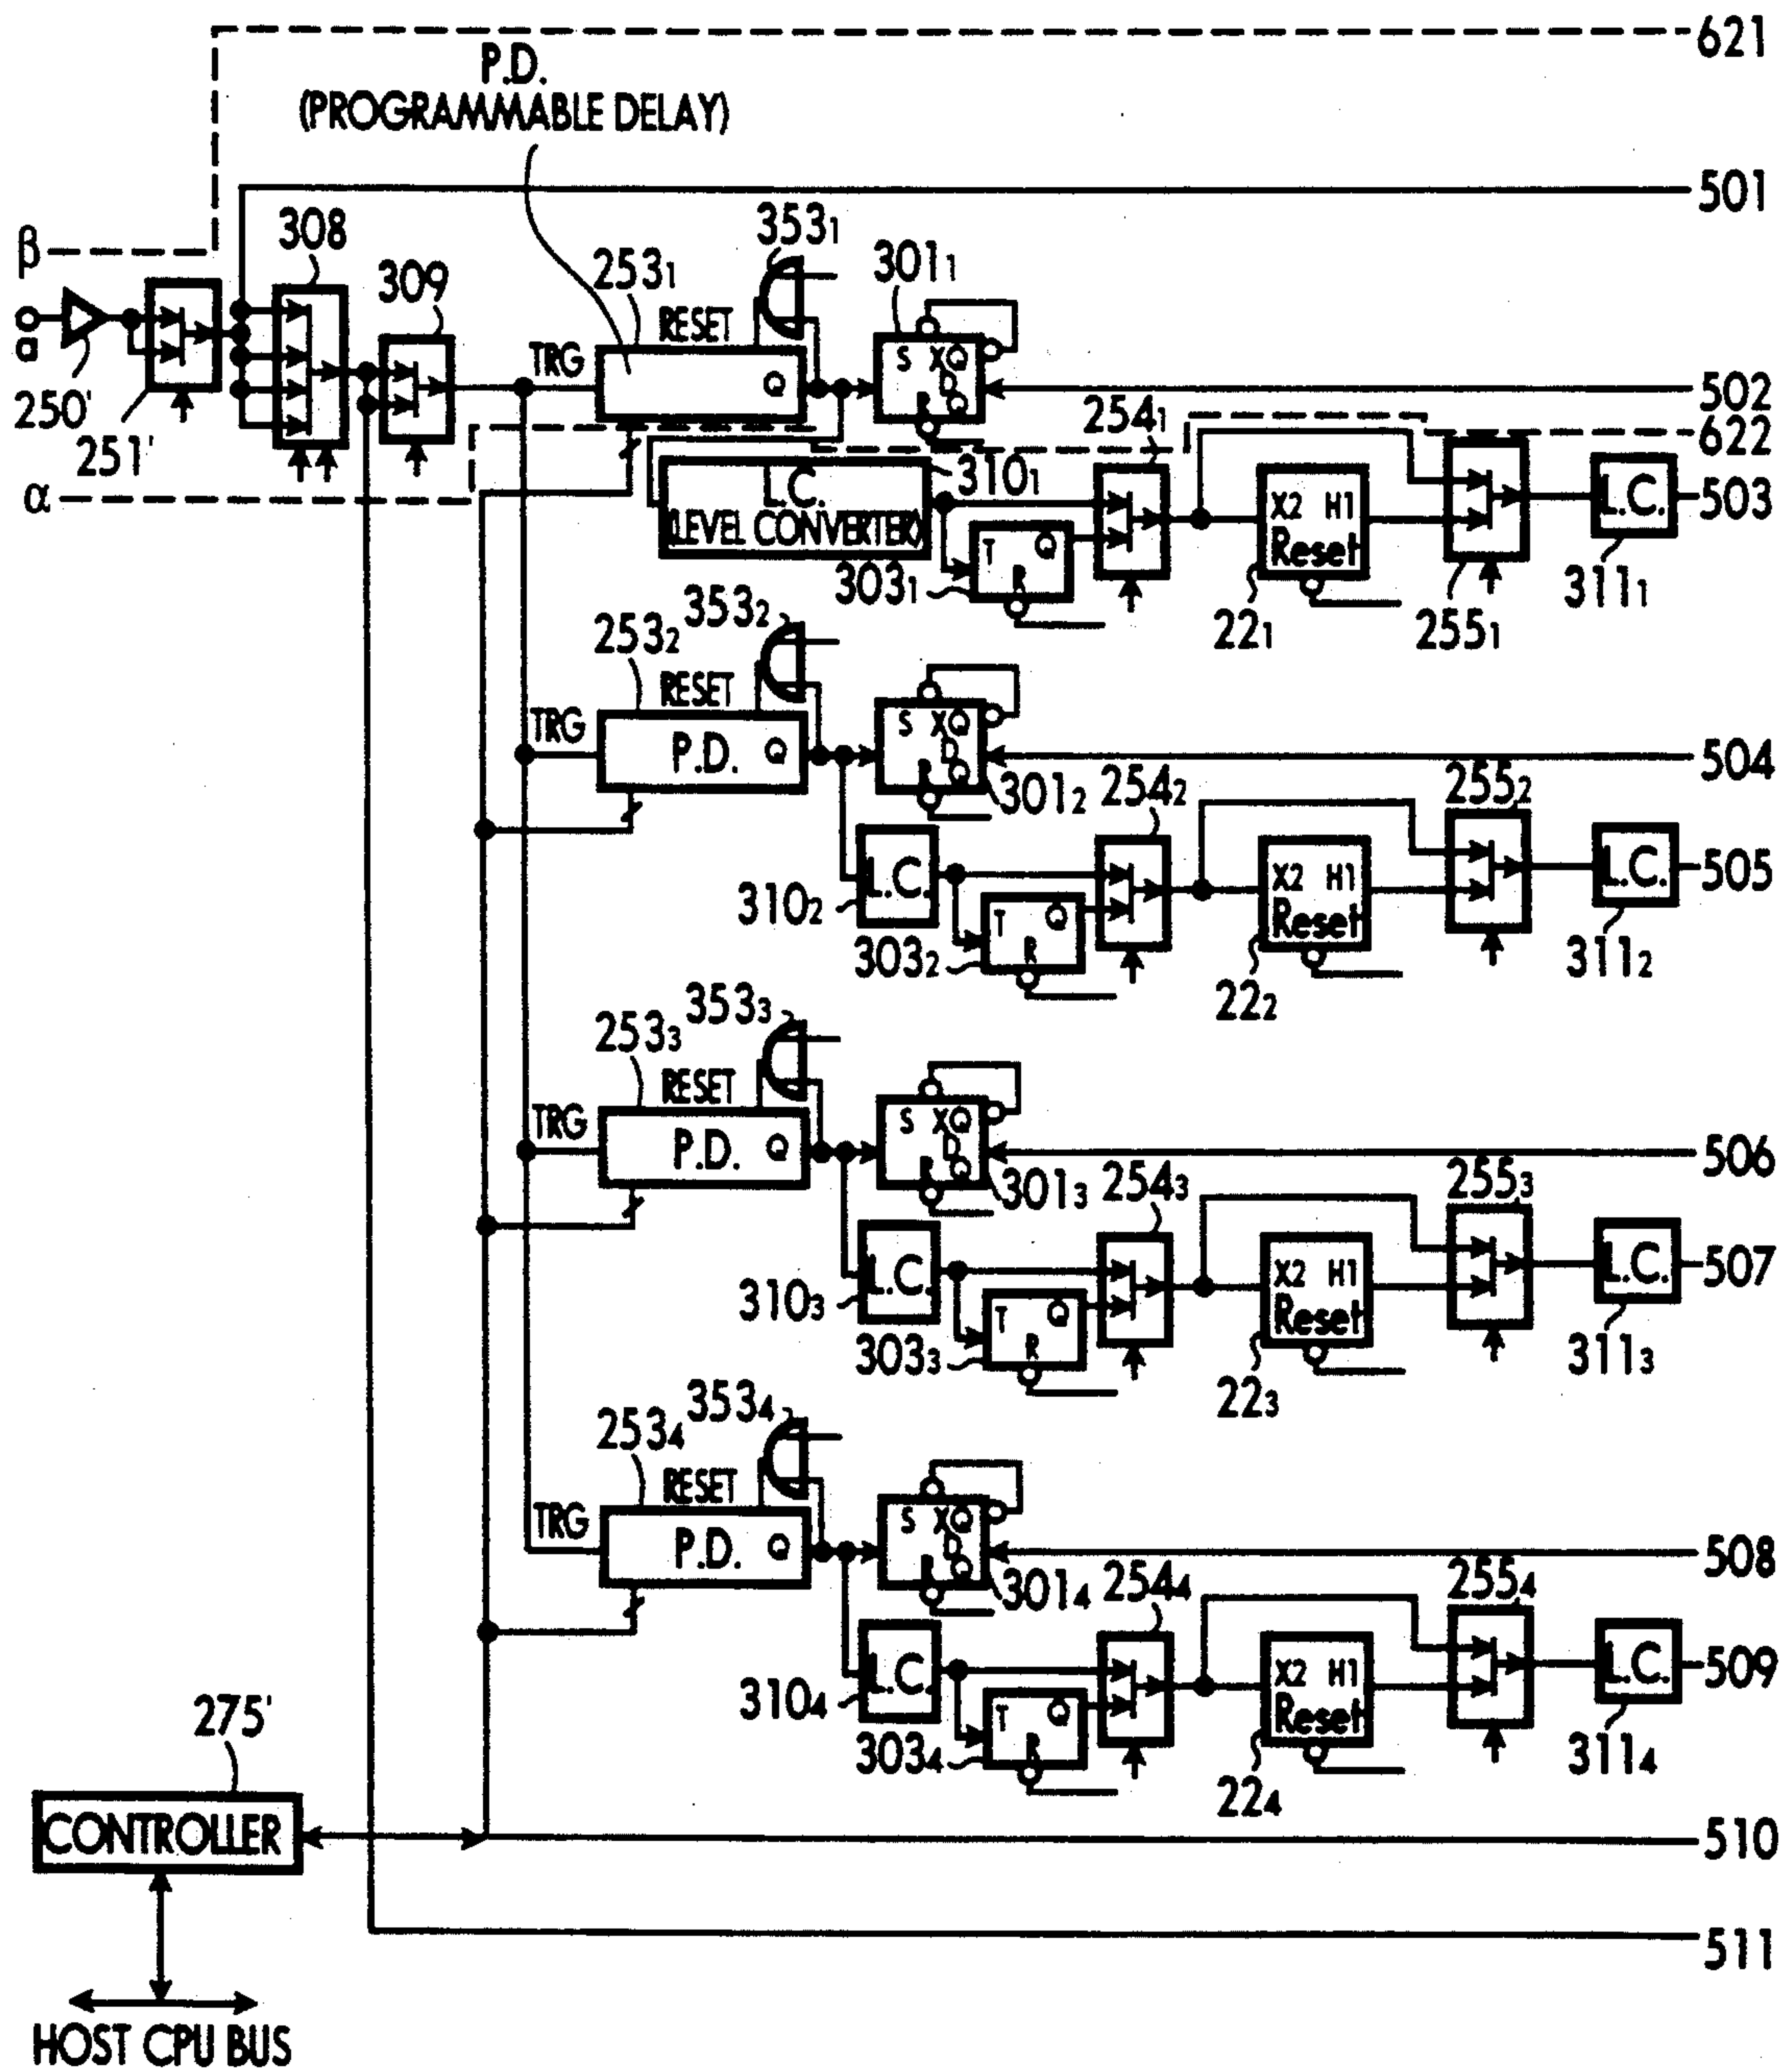 621
P.D.
(PROGRAMMABLE DELAY)
501
β
308
353₁
253₁
301₁
309
RESET
a
TRG
S XQ
Q
D
502
250'
R Q
254₁
251'
622
α
L.C.
(LEVEL CONVERTER)
310₁
X2 H1
L.C.
503
Reset
T Q
R
303₁
22₁
255₁
311₁
353₂
253₂
RESET
TRG
P.D. Q
S XQ
D
504
R Q
301₂
254₂
255₂
L.C.
310₂
X2 H1
L.C.
505
Reset
T Q
R
303₂
22₂
311₂
353₃
253₃
RESET
TRG
P.D. Q
S XQ
D
506
R Q
301₃
254₃
255₃
L.C.
310₃
X2 H1
L.C.
507
Reset
T Q
R
303₃
22₃
311₃
353₄
253₄
RESET
TRG
P.D. Q
S XQ
D
508
R Q
301₄
254₄
255₄
L.C.
310₄
X2 H1
L.C.
509
Reset
T Q
R
303₄
22₄
311₄
275'
CONTROLLER
510
511
HOST CPU BUS